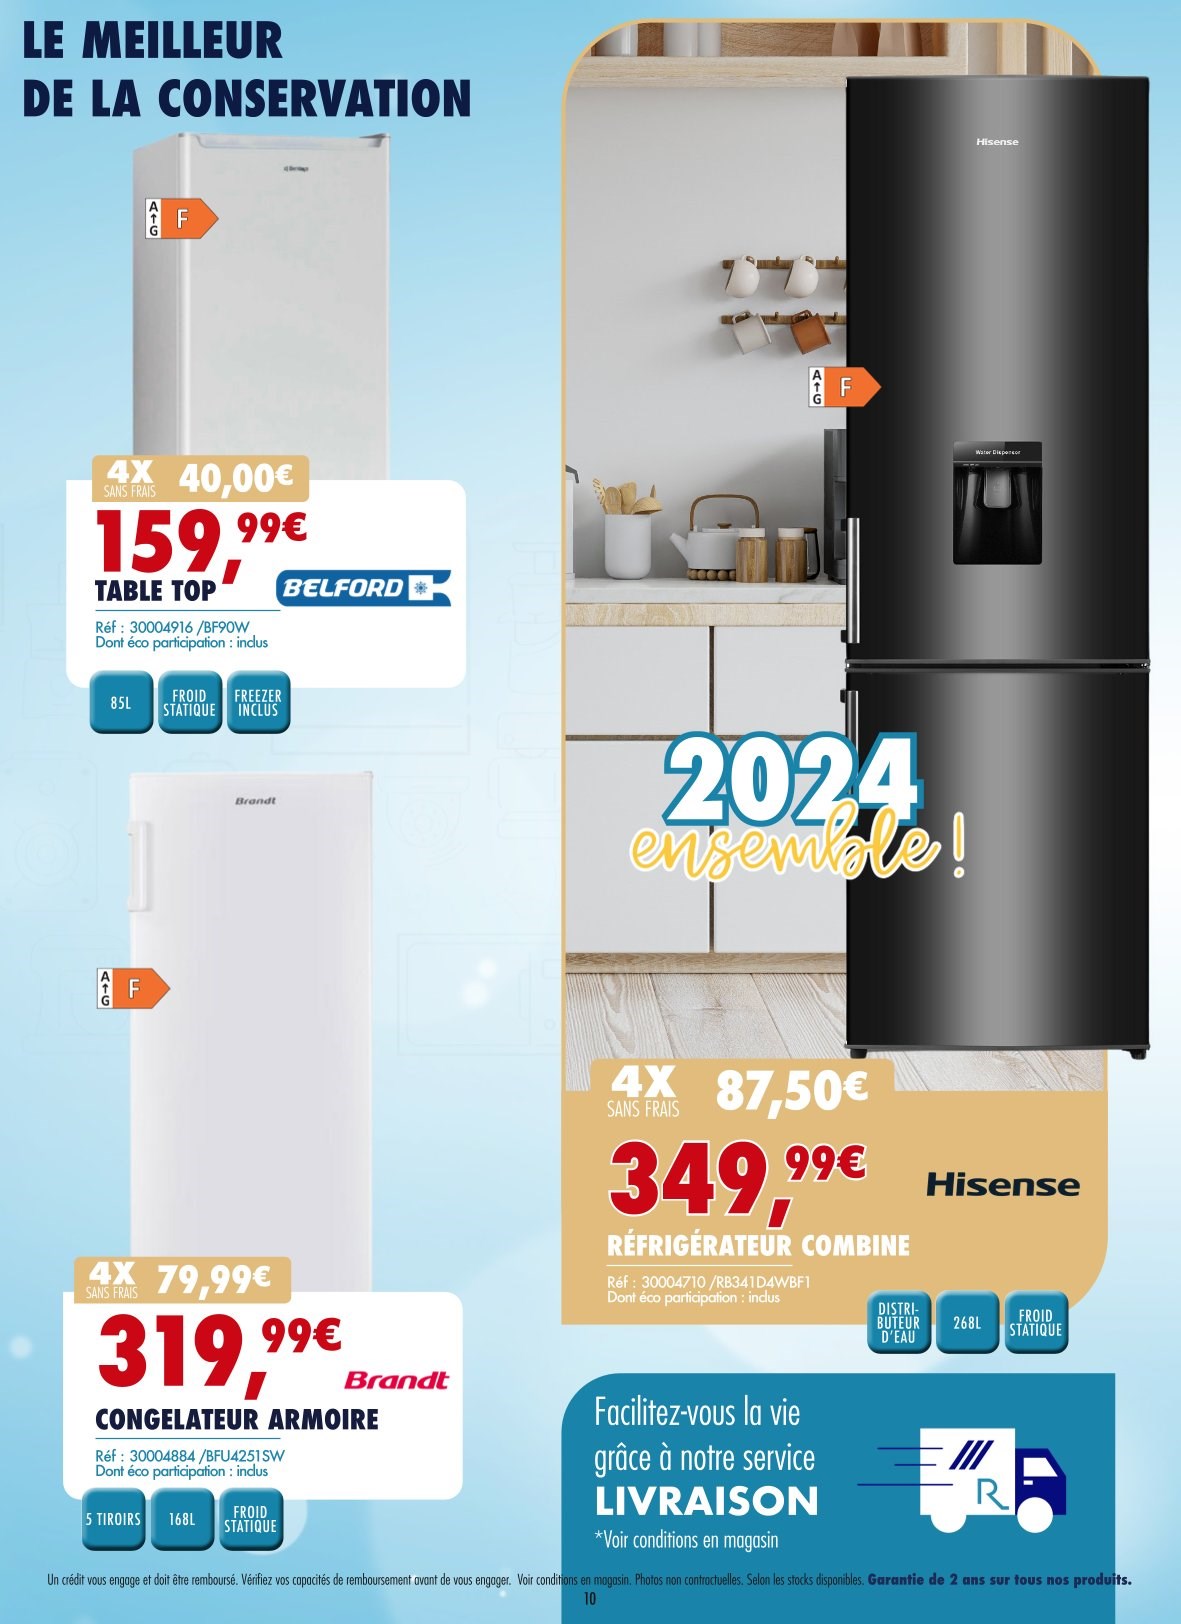 LE MEILLEUR
DE LA CONSERVATION
A
G
F
4X
SANS FRAIS
40,00€
159,99€
TABLE TOP
BELFORD
Réf : 30004916 /BF90W
Dont éco participation : inclus
85L
FROID
STATIQUE
FREEZER
INCLUS
Brandt
A
G
F
4X
SANS FRAIS
79,99€
319,99€
Brandt
CONGELATEUR ARMOIRE
Réf : 30004884 /BFU4251SW
Dont éco participation : inclus
5 TIROIRS
168L
FROID
STATIQUE
Hisense
A
G
F
Water Dispensor
2024
ensemble !
4X
SANS FRAIS
87,50€
349,99€
Hisense
RÉFRIGÉRATEUR COMBINE
Réf : 30004710 /RB341D4WBF1
Dont éco participation : inclus
DISTRI-
BUTEUR
D'EAU
268L
FROID
STATIQUE
Facilitez-vous la vie
grâce à notre service
LIVRAISON
*Voir conditions en magasin
R
Un crédit vous engage et doit être remboursé. Vérifiez vos capacités de remboursement avant de vous engager. Voir conditions en magasin. Photos non contractuelles. Selon les stocks disponibles. Garantie de 2 ans sur tous nos produits.
10